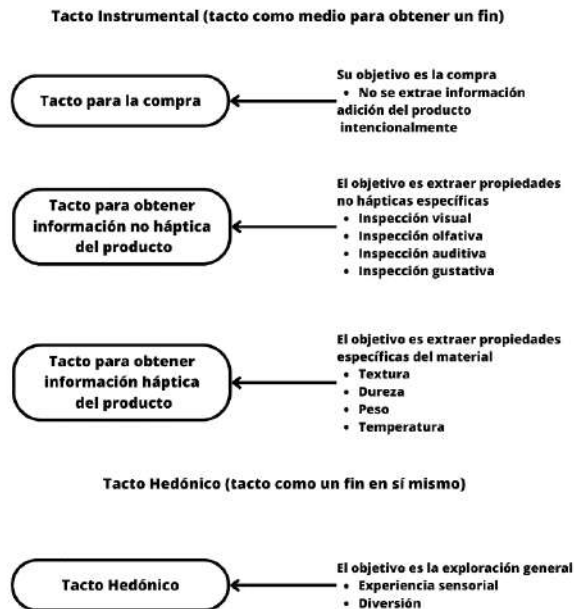 Tacto Instrumental (tacto como medio para obtener un fin)
Tacto para la compra
Su objetivo es la compra
• No se extrae información
adición del producto
intencionalmente
Tacto para obtener
información no háptica
del producto
El objetivo es extraer propiedades
no hápticas específicas
• Inspección visual
• Inspección olfativa
• Inspección auditiva
• Inspección gustativa
Tacto para obtener
información háptica
del producto
El objetivo es extraer propiedades
específicas del material
• Textura
• Dureza
• Peso
• Temperatura
Tacto Hedónico (tacto como un fin en sí mismo)
Tacto Hedónico
El objetivo es la exploración general
• Experiencia sensorial
• Diversión